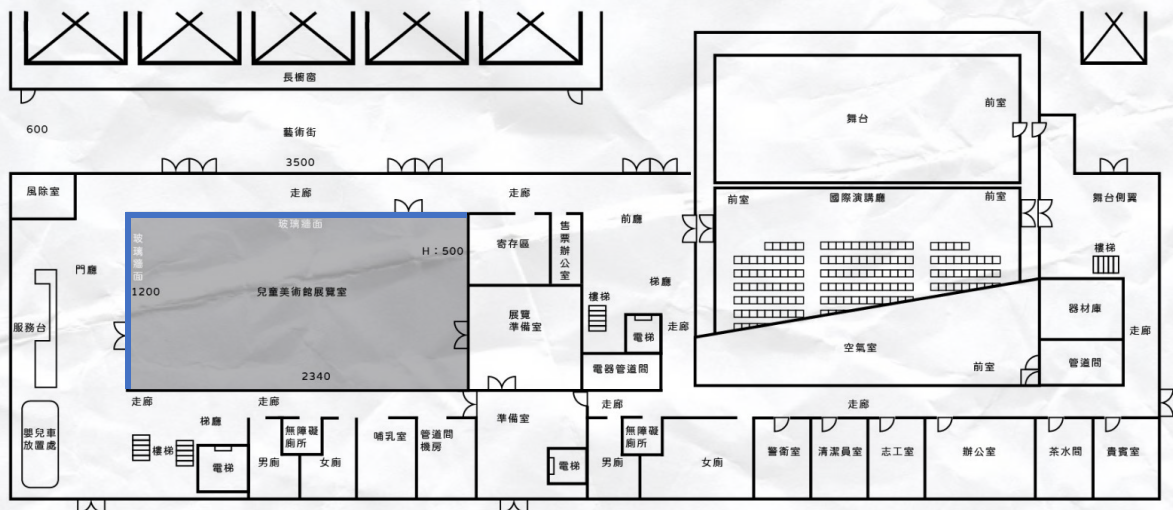 長櫥窗
600
藝術街
3500
前室
舞台
風除室
走廊
走廊
玻璃牆面
玻璃牆面
H：500
寄存區
售票辦公室
前廳
前室
國際演講廳
前室
舞台側翼
門廳
1200
兒童美術館展覽室
梯廳
樓梯
服務台
展覽
準備室
樓梯
電梯
走廊
器材庫
走廊
空氣室
2340
電器管道間
前室
管道間
走廊
走廊
走廊
走廊
嬰兒車
放置處
梯廳
樓梯
電梯
無障礙
廁所
男廁
女廁
哺乳室
管道間
機房
準備室
電梯
無障礙
廁所
男廁
女廁
警衛室
清潔員室
志工室
辦公室
茶水間
貴賓室